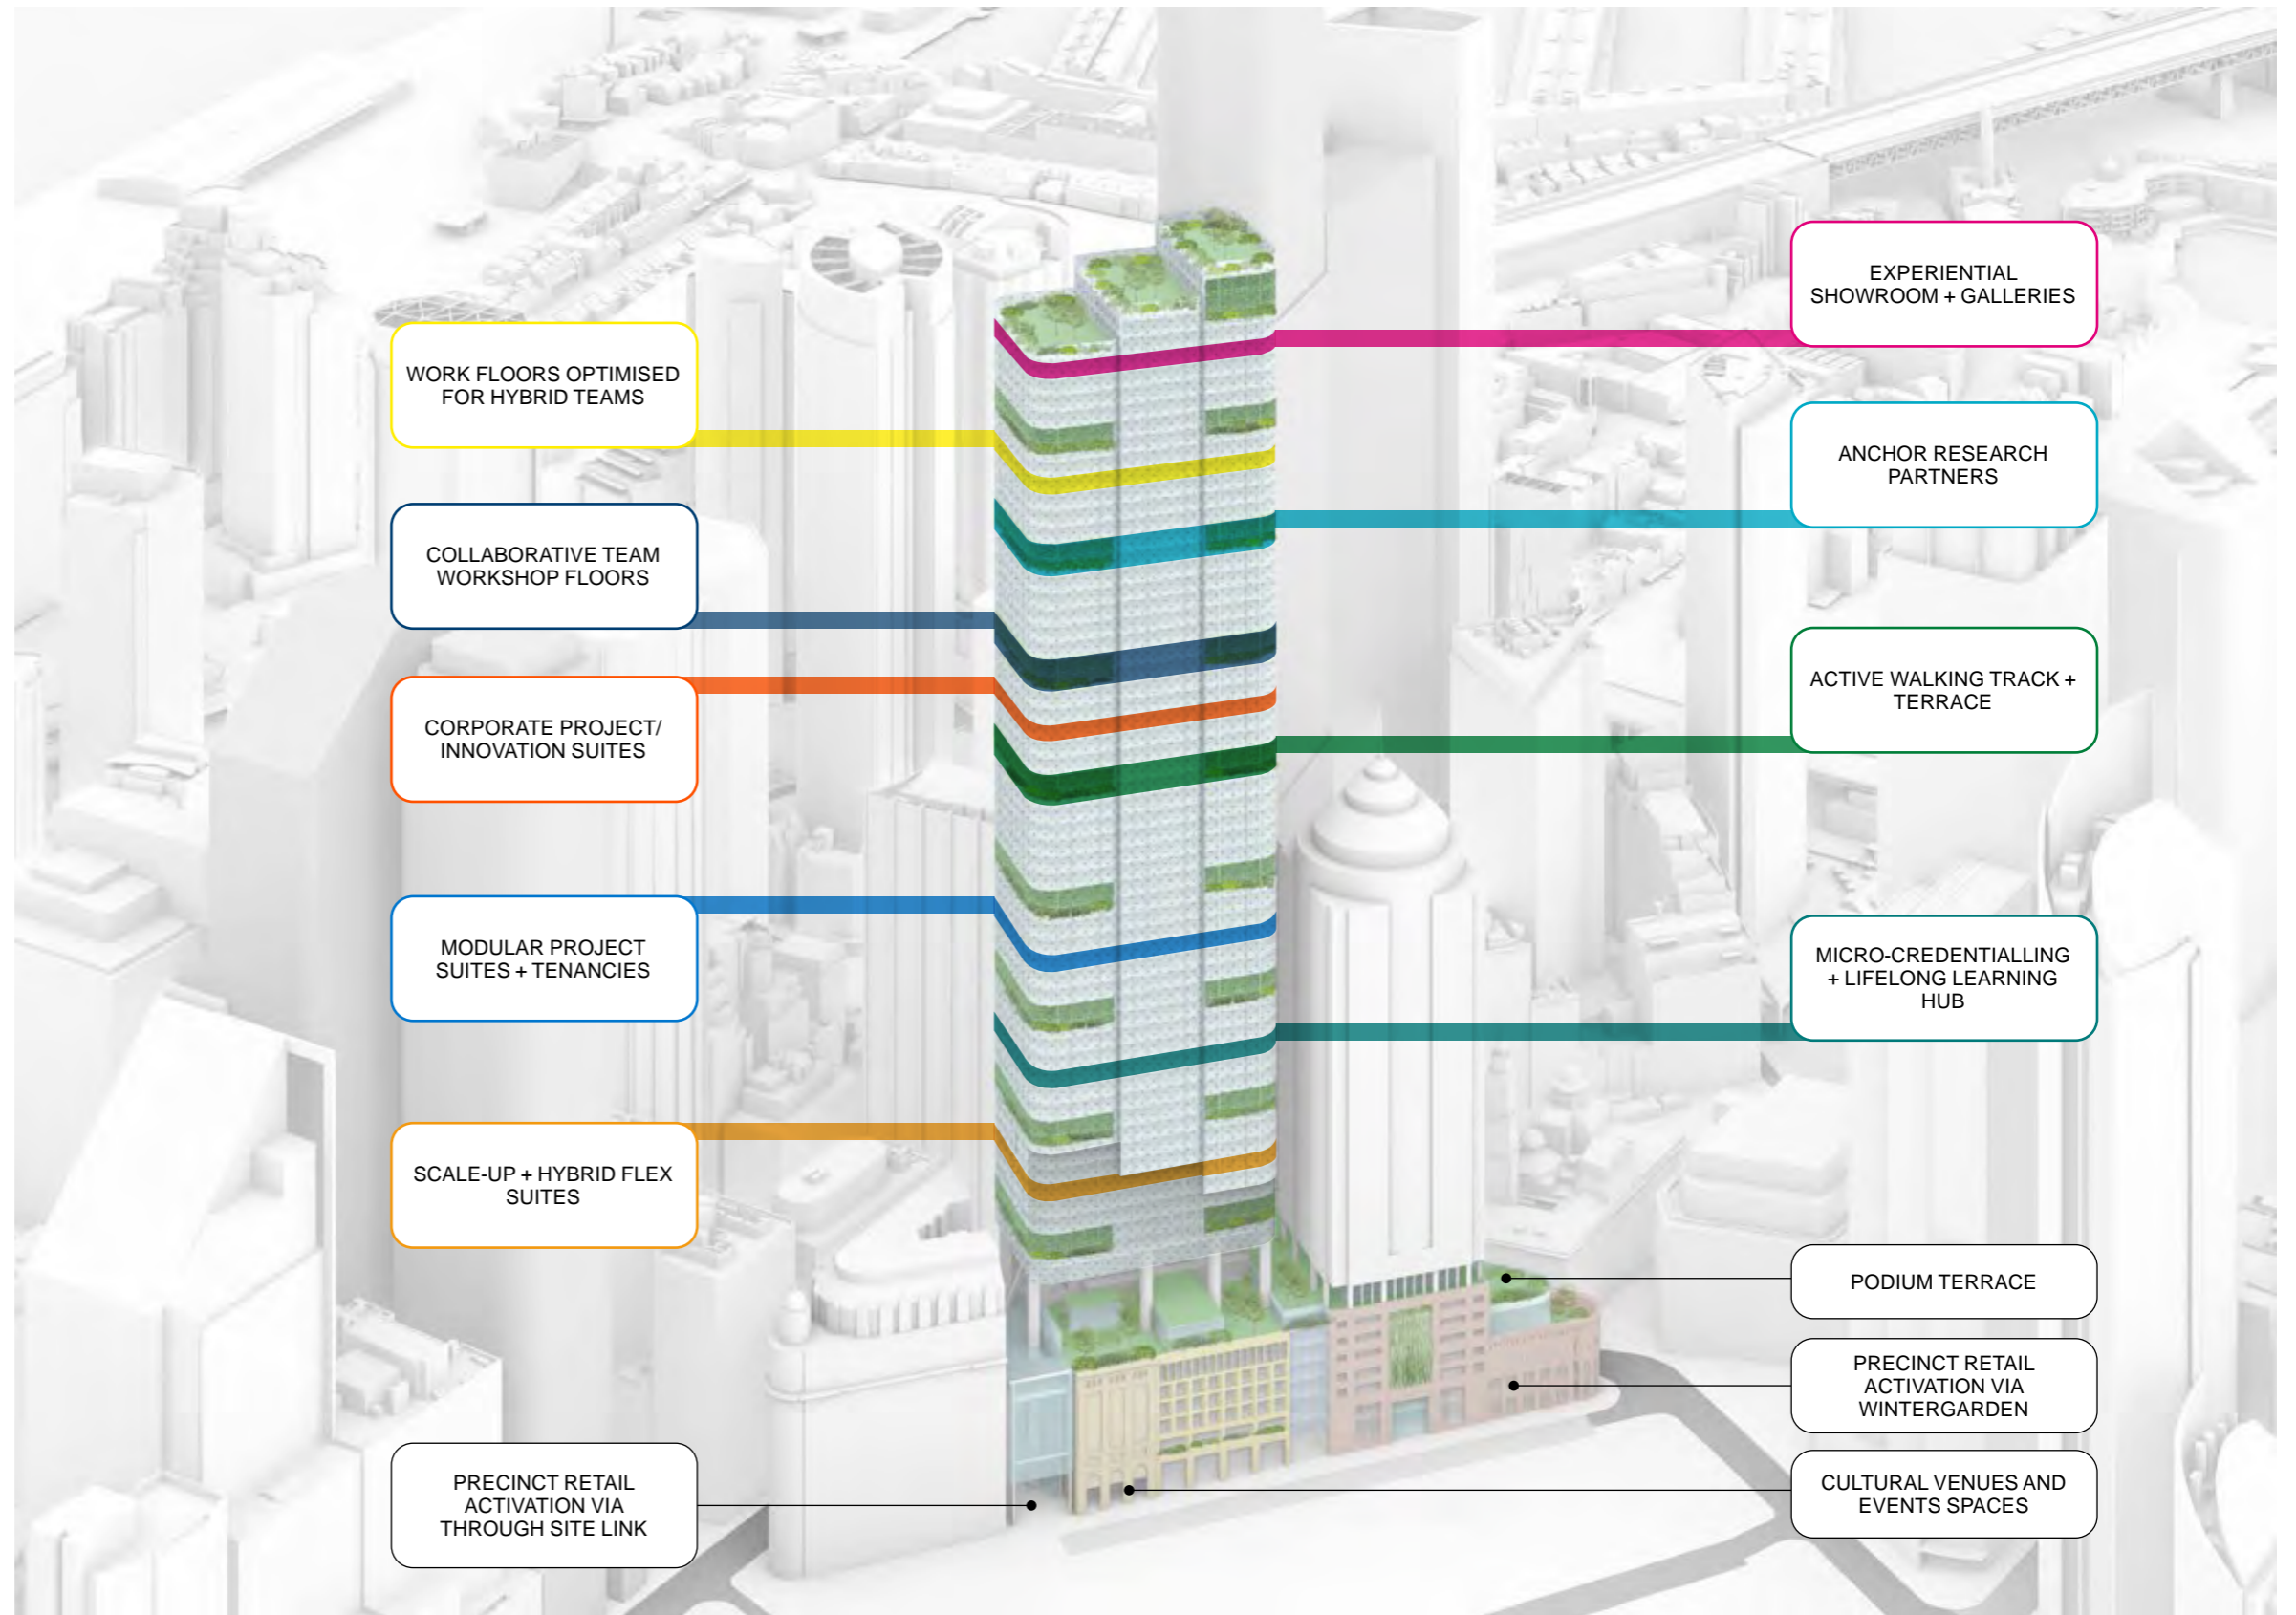 WORK FLOORS OPTIMISED
FOR HYBRID TEAMS
COLLABORATIVE TEAM
WORKSHOP FLOORS
CORPORATE PROJECT/
INNOVATION SUITES
MODULAR PROJECT
SUITES + TENANCIES
SCALE-UP + HYBRID FLEX
SUITES
PRECINCT RETAIL
ACTIVATION VIA
THROUGH SITE LINK
EXPERIENTIAL
SHOWROOM + GALLERIES
ANCHOR RESEARCH
PARTNERS
ACTIVE WALKING TRACK +
TERRACE
MICRO-CREDENTIALLING
+ LIFELONG LEARNING
HUB
PODIUM TERRACE
PRECINCT RETAIL
ACTIVATION VIA
WINTERGARDEN
CULTURAL VENUES AND
EVENTS SPACES